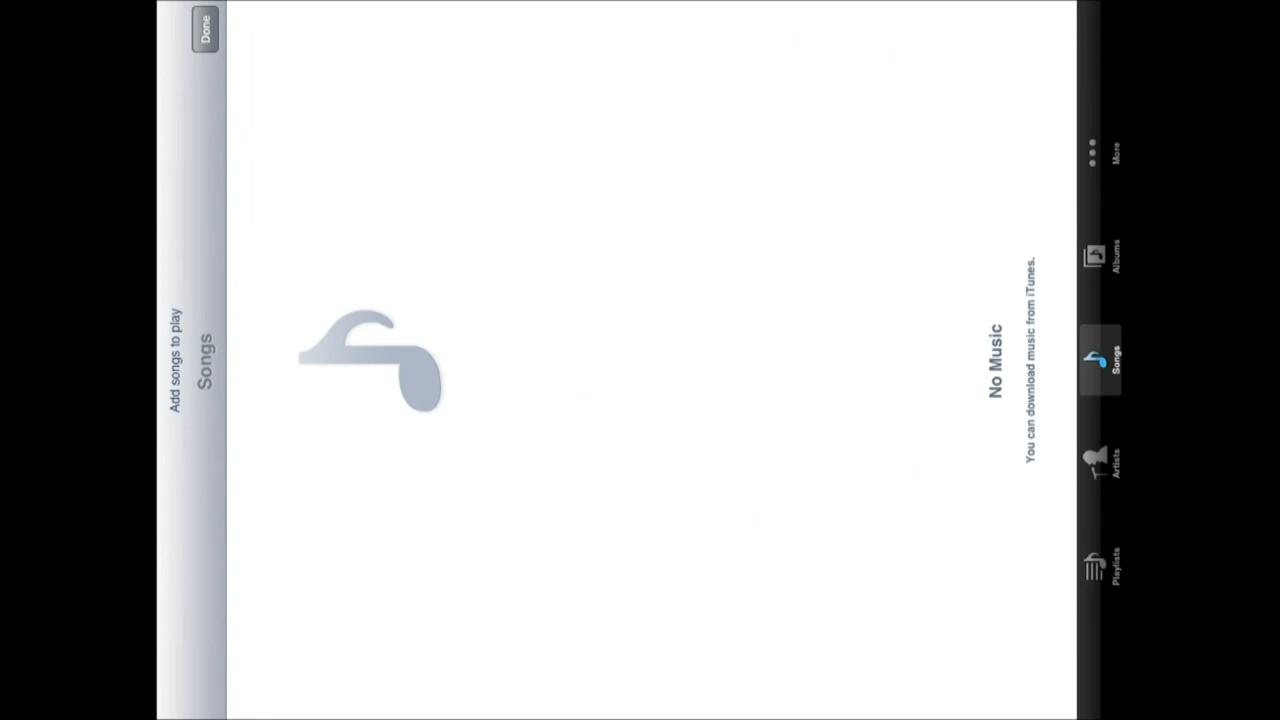 Add songs to play
Songs
Done
No Music
You can download music from iTunes.
Playlists
Artists
Songs
Albums
More